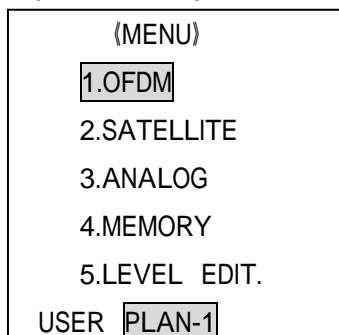 《MENU》
1.OFDM
2.SATELLITE
3.ANALOG
4.MEMORY
5.LEVEL EDIT.
USER PLAN-1